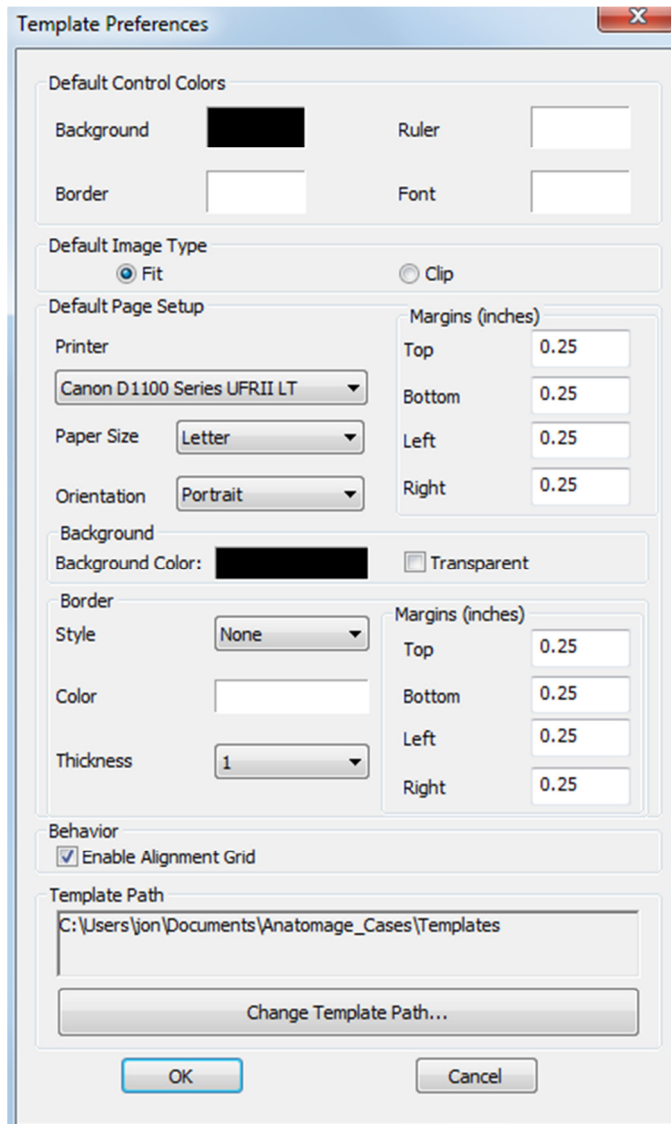 Template Preferences
Default Control Colors
Background
Ruler
Border
Font
Default Image Type
Fit
Clip
Default Page Setup
Printer
Canon D1100 Series UFRII LT
Paper Size Letter
Orientation Portrait
Margins (inches)
Top 0.25
Bottom 0.25
Left 0.25
Right 0.25
Background
Background Color:
Transparent
Border
Style None
Color
Thickness 1
Margins (inches)
Top 0.25
Bottom 0.25
Left 0.25
Right 0.25
Behavior
Enable Alignment Grid
Template Path
C:\Users\jon\Documents\Anatomage_Cases\Templates
Change Template Path...
OK
Cancel